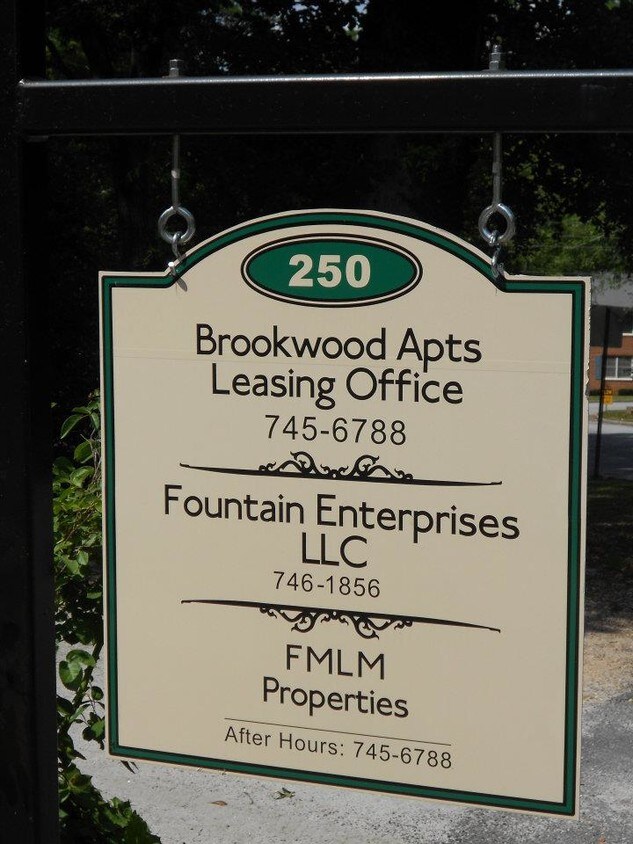 250
Brookwood Apts
Leasing Office
745-6788
Fountain Enterprises
LLC
746-1856
FMLM
Properties
After Hours: 745-6788